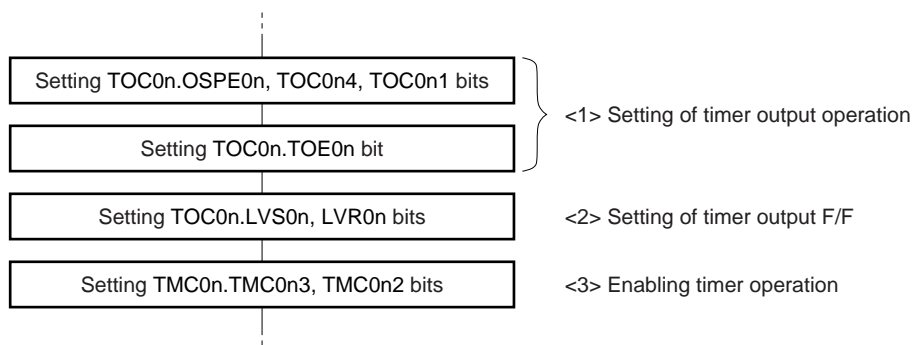 Setting TOC0n.OSPE0n, TOC0n4, TOC0n1 bits
<1> Setting of timer output operation
Setting TOC0n.TOE0n bit
Setting TOC0n.LVS0n, LVR0n bits
<2> Setting of timer output F/F
Setting TMC0n.TMC0n3, TMC0n2 bits
<3> Enabling timer operation